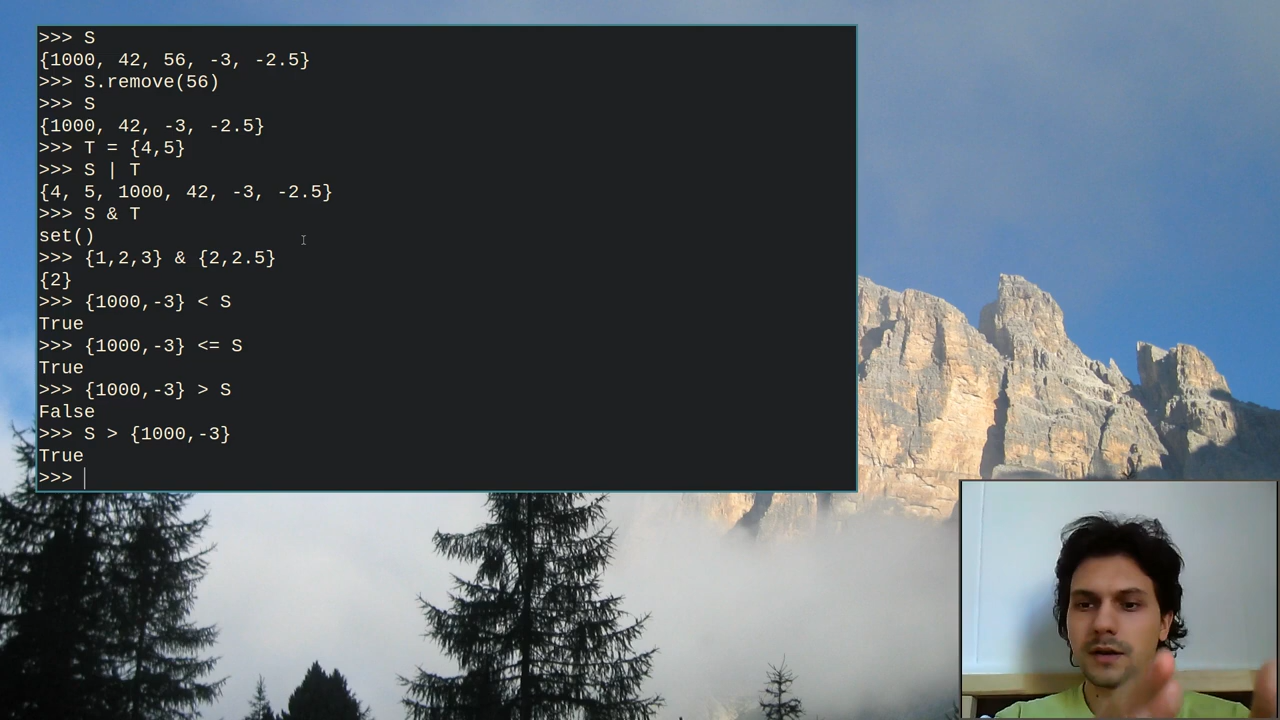 >>> S
{1000, 42, 56, -3, -2.5}
>>> S.remove(56)
>>> S
{1000, 42, -3, -2.5}
>>> T = {4,5}
>>> S | T
{4, 5, 1000, 42, -3, -2.5}
>>> S & T
set()
>>> {1,2,3} & {2,2.5}
{2}
>>> {1000,-3} < S
True
>>> {1000,-3} <= S
True
>>> {1000,-3} > S
False
>>> S > {1000,-3}
True
>>>